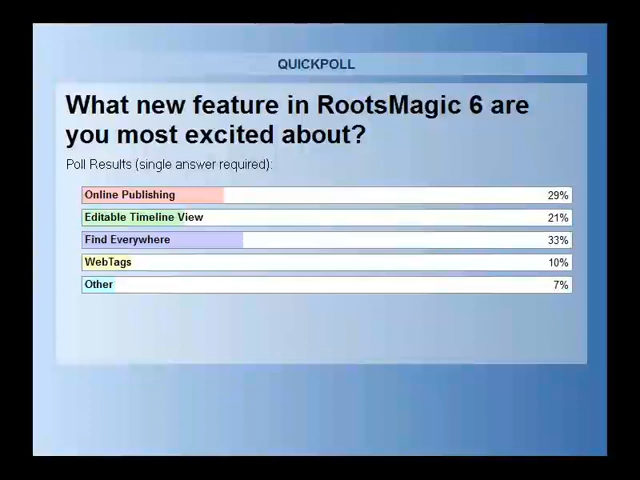 QUICKPOLL
What new feature in RootsMagic 6 are
you most excited about?
Poll Results (single answer required):
Online Publishing 29%
Editable Timeline View 21%
Find Everywhere 33%
WebTags 10%
Other 7%